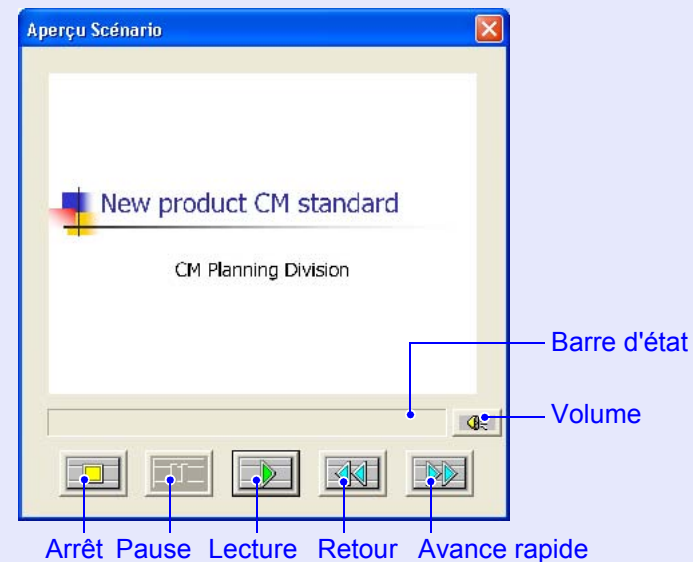 Aperçu Scénario
New product CM standard
CM Planning Division
Barre d'état
Volume
Arrêt Pause Lecture Retour Avance rapide